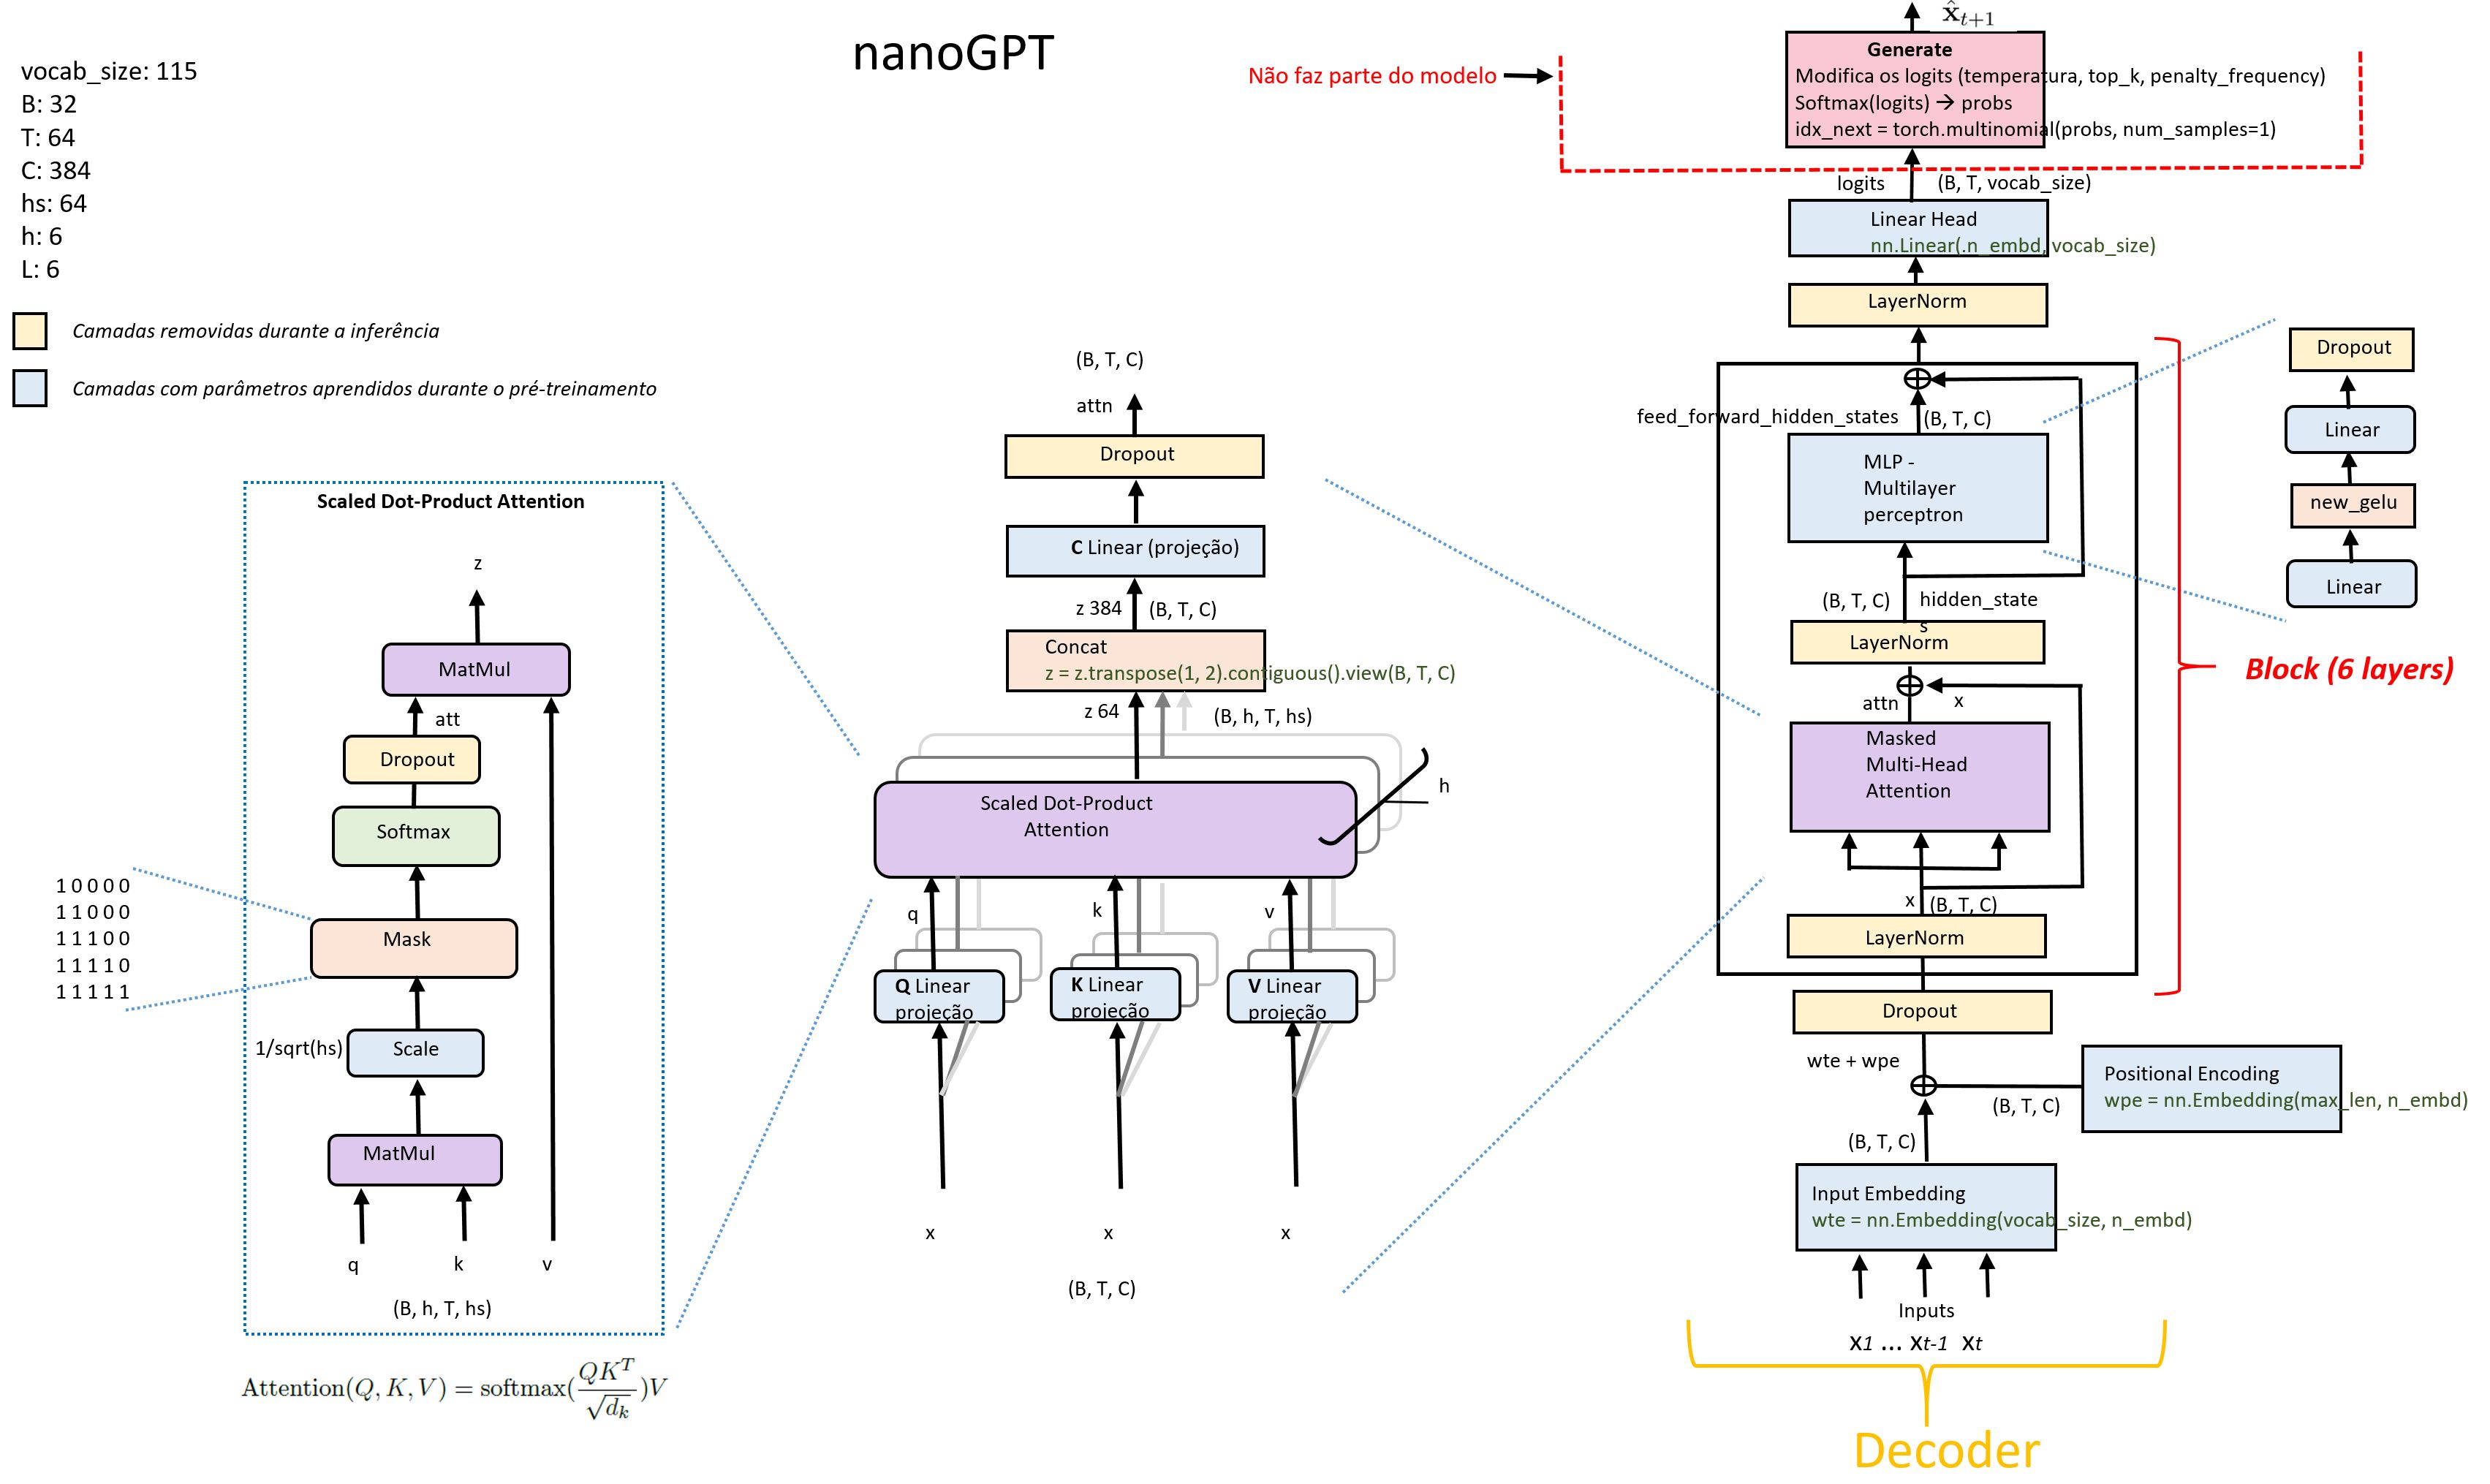 nanoGPT
vocab_size: 115
B: 32
T: 64
C: 384
hs: 64
h: 6
L: 6
Camadas removidas durante a inferência
Camadas com parâmetros aprendidos durante o pré-treinamento
Scaled Dot-Product Attention
z
MatMul
att
Dropout
Softmax
Mask
1 0 0 0 0
1 1 0 0 0
1 1 1 0 0
1 1 1 1 0
1 1 1 1 1
1/sqrt(hs)
Scale
MatMul
q k v
(B, h, T, hs)
Attention(Q, K, V) = softmax(QK^T / √d_k)V
(B, T, C)
attn
Dropout
C Linear (projeção)
z 384 (B, T, C)
Concat
z = z.transpose(1, 2).contiguous().view(B, T, C)
z 64 (B, h, T, hs)
Scaled Dot-Product
Attention
h
q k v
Q Linear
projeção
K Linear
projeção
V Linear
projeção
x x x
(B, T, C)
x̂t+1
Não faz parte do modelo
Generate
Modifica os logits (temperatura, top_k, penalty_frequency)
Softmax(logits) → probs
idx_next = torch.multinomial(probs, num_samples=1)
logits (B, T, vocab_size)
Linear Head
nn.Linear(.n_embd, vocab_size)
LayerNorm
feed_forward_hidden_states (B, T, C)
MLP -
Multilayer
perceptron
(B, T, C) hidden_state
s
LayerNorm
attn x
Masked
Multi-Head
Attention
x (B, T, C)
LayerNorm
Dropout
wte + wpe
(B, T, C)
Positional Encoding
wpe = nn.Embedding(max_len, n_embd)
(B, T, C)
Input Embedding
wte = nn.Embedding(vocab_size, n_embd)
Inputs
x1 ... xt-1 xt
Decoder
Dropout
Linear
new_gelu
Linear
Block (6 layers)